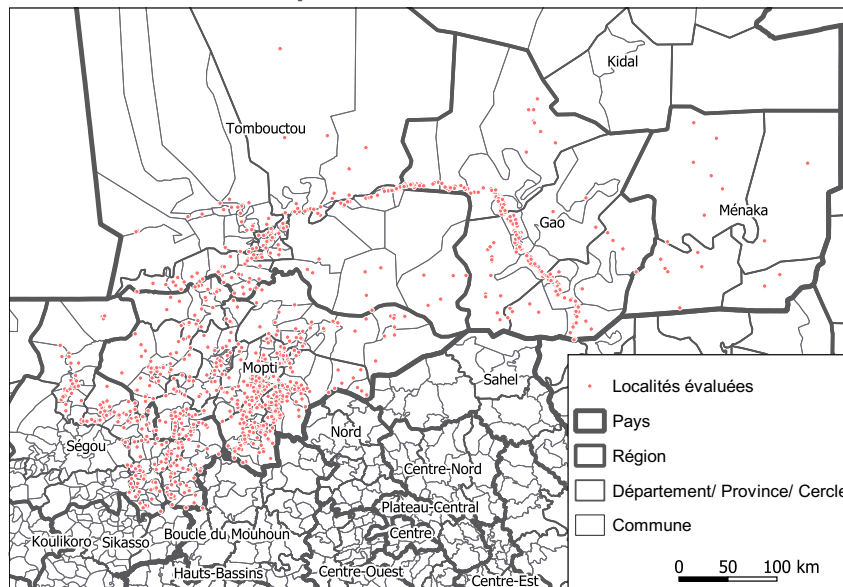 Kidal
Tombouctou
Ménaka
Gao
Mopti
Sahel
Nord
Ségou
Centre-Nord
Plateau-Central
Koulikoro
Sikasso
Boucle du Mouhoun
Centre
Hauts-Bassins
Centre-Ouest
Centre-Est
Localités évaluées
Pays
Région
Département/ Province/ Cercle
Commune
0 50 100 km